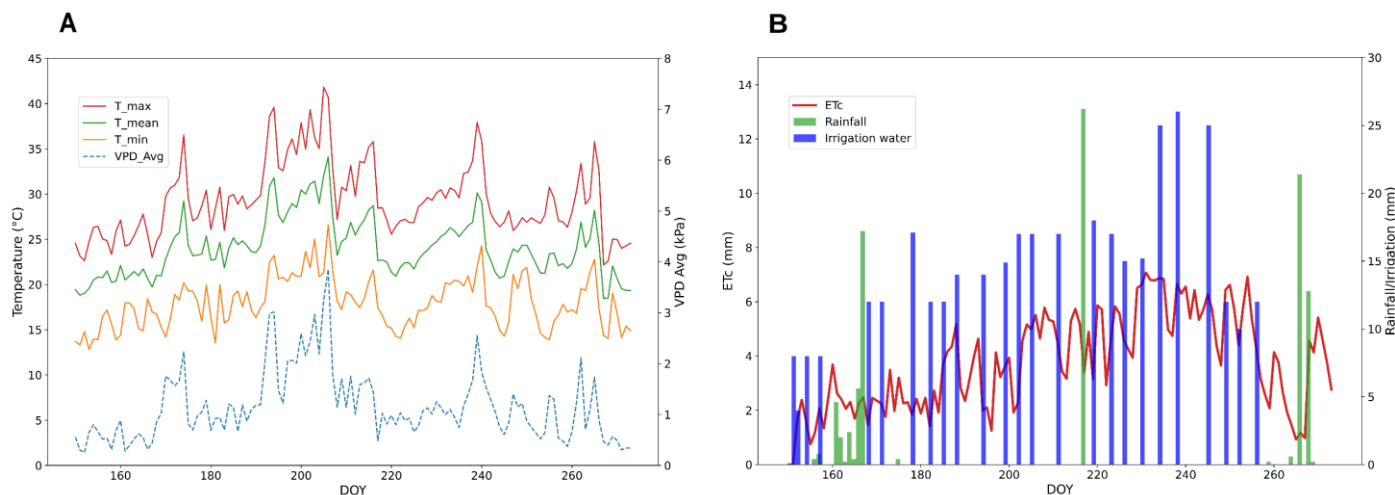 A
45
40
35
30
25
20
15
10
5
0
Temperature (°C)
T_max
T_mean
T_min
VPD_Avg
8
7
6
5
4
3
2
1
0
VPD Avg (kPa)
160 180 200 220 240 260
DOY
B
14
12
10
8
6
4
2
0
ETc (mm)
ETc
Rainfall
Irrigation water
30
25
20
15
10
5
0
Rainfall/Irrigation (mm)
160 180 200 220 240 260
DOY